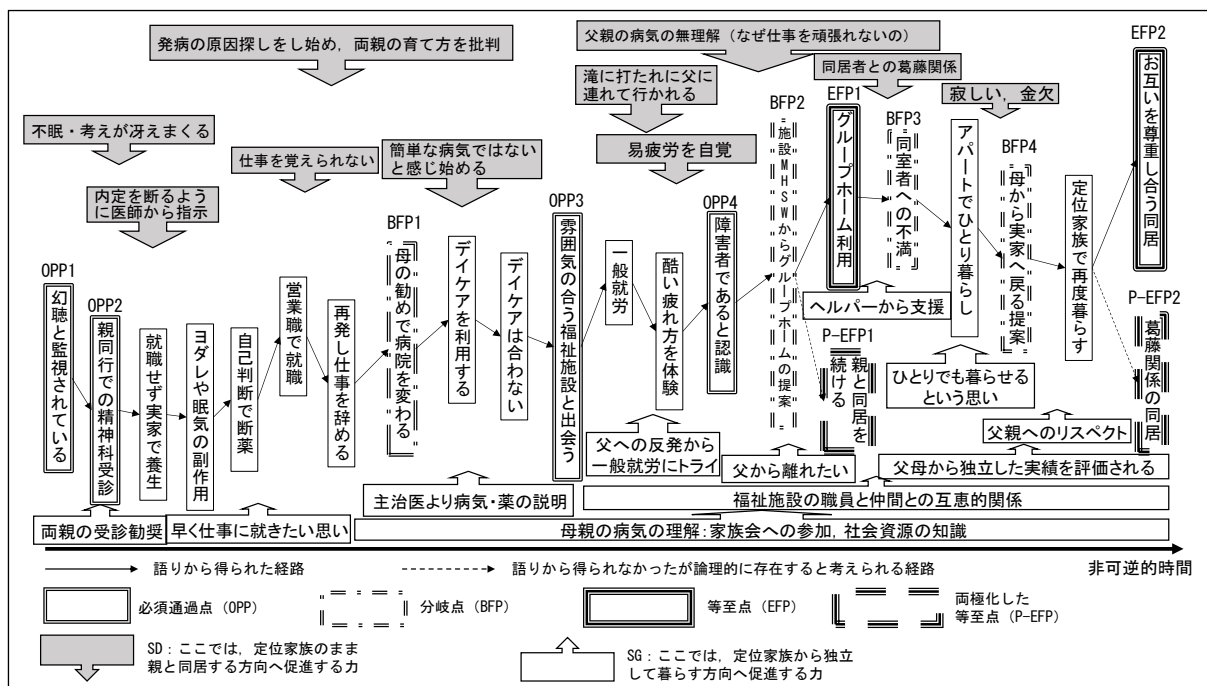 発病の原因探しをし始め，両親の育て方を批判
父親の病気の無理解（なぜ仕事を頑張れないの）
EFP2
お互いを尊重し合う同居
滝に打たれに父に
連れて行かれる
同居者との葛藤関係
寂しい，金欠
不眠・考えが冴えまくる
仕事を覚えられない
簡単な病気ではない
と感じ始める
易疲労を自覚
内定を断るよう
に医師から指示
OPP1
幻聴と監視されている
OPP2
親同行での精神科受診
就職せず実家で養生
ヨダレや眠気の副作用
自己判断で断薬
営業職で就職
再発し仕事を辞める
BFP1
母の勧めで病院を変わる
デイケアを利用する
デイケアは合わない
OPP3
雰囲気の合う福祉施設と出会う
一般就労
酷い疲れ方を体験
OPP4
障害者であると認識
BFP2
施設MHSWからグループホームの提案
EFP1
グループホーム利用
P-EFP1
親と同居を
続ける
BFP3
同室者への不満
アパートでひとり暮らし
BFP4
母から実家へ戻る提案
定位家族で再度暮らす
P-EFP2
葛藤関係の同居
ヘルパーから支援
ひとりでも暮らせる
という思い
父親へのリスペクト
父への反発から
一般就労にトライ
父から離れたい
父母から独立した実績を評価される
主治医より病気・薬の説明
福祉施設の職員と仲間との互恵的関係
両親の受診勧奨
早く仕事に就きたい思い
母親の病気の理解：家族会への参加，社会資源の知識
語りから得られた経路
語りから得られなかったが論理的に存在すると考えられる経路
非可逆的時間
必須通過点（OPP）
分岐点（BFP）
等至点（EFP）
両極化した
等至点（P-EFP）
SD：ここでは，定位家族のまま
親と同居する方向へ促進する力
SG：ここでは，定位家族から独立
して暮らす方向へ促進する力